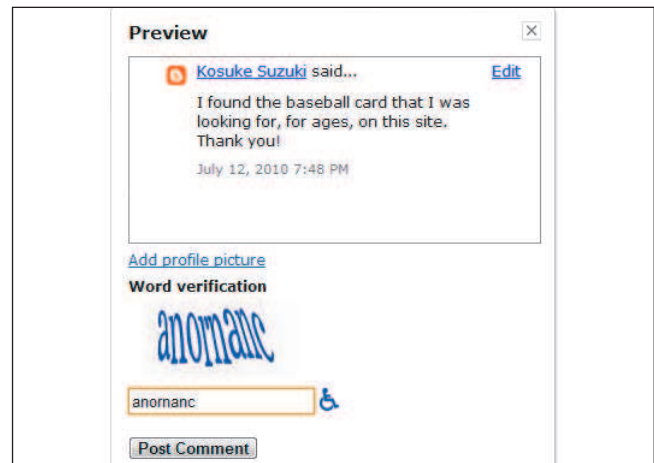 Preview
Kosuke Suzuki said... Edit
I found the baseball card that I was
looking for, for ages, on this site.
Thank you!
July 12, 2010 7:48 PM
Add profile picture
Word verification
anornanc
anornanc
Post Comment